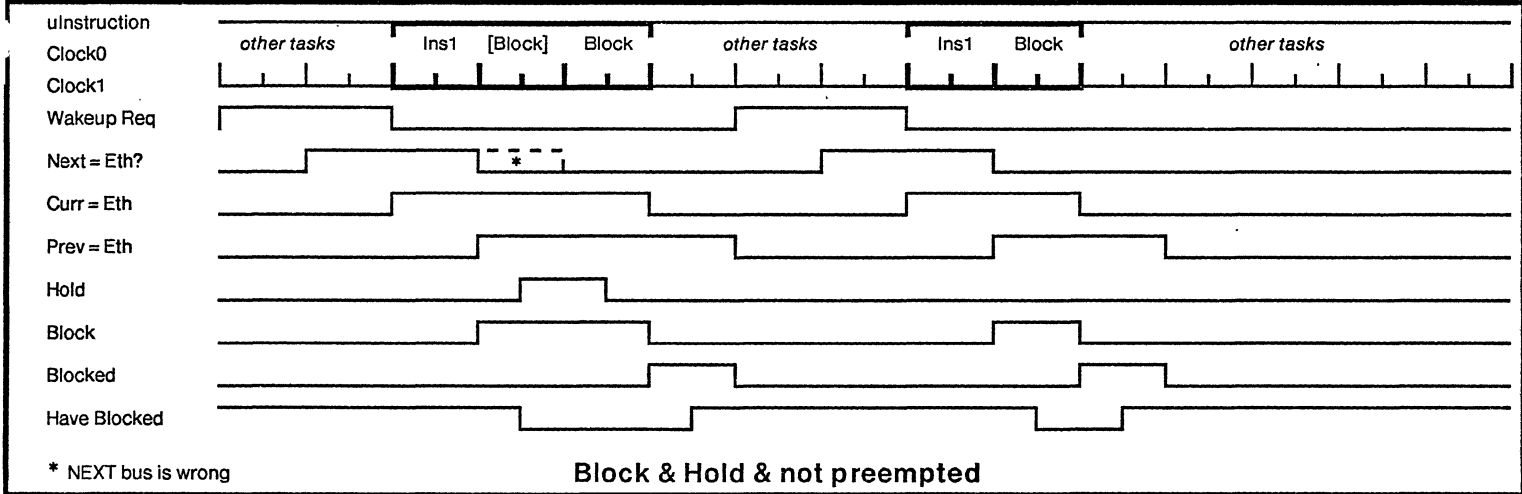 uInstruction
other tasks Ins1 [Block] Block other tasks Ins1 Block other tasks
Clock0
Clock1
Wakeup Req
Next = Eth?
*
Curr = Eth
Prev = Eth
Hold
Block
Blocked
Have Blocked
* NEXT bus is wrong
Block & Hold & not preempted